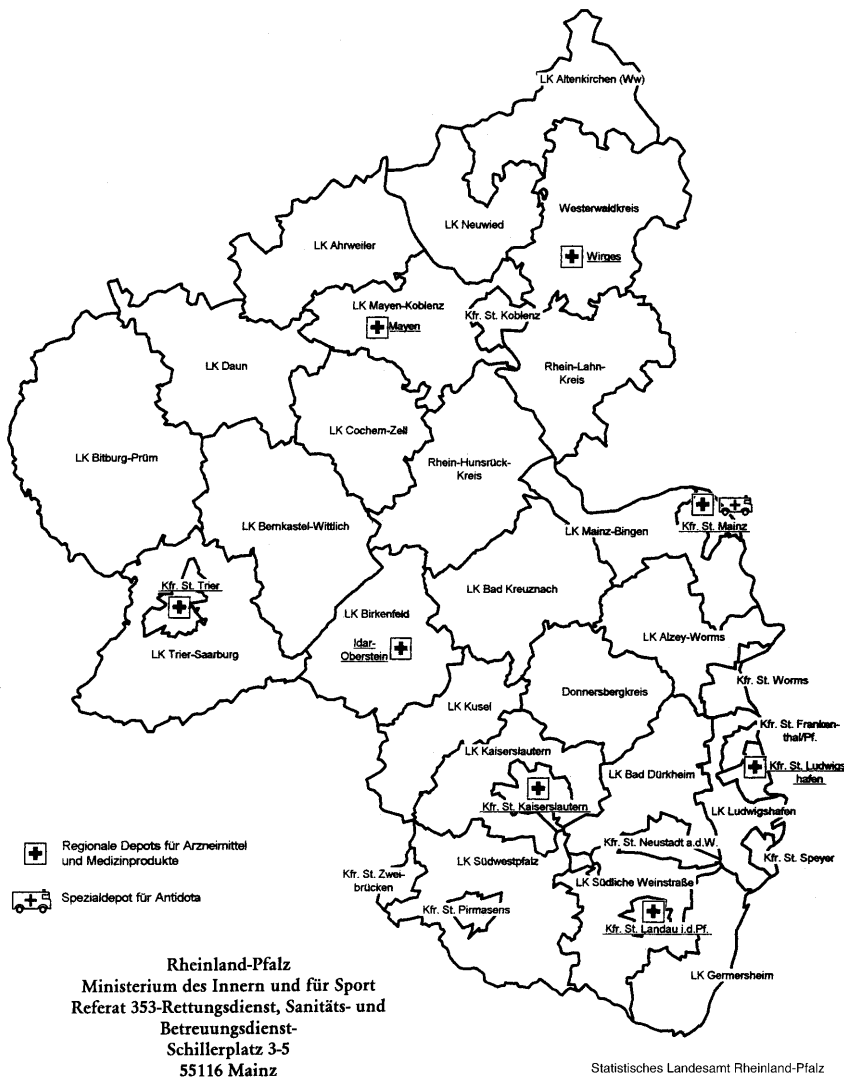 LK Altenkirchen (Ww)
Westerwaldkreis
LK Neuwied
LK Ahrweiler
Wirges
LK Mayen-Koblenz
Kfr. St. Koblenz
Mayen
LK Daun
Rhein-Lahn-
Kreis
LK Cochem-Zell
LK Bitburg-Prüm
Rhein-Hunsrück-
Kreis
LK Bernkastel-Wittlich
LK Mainz-Bingen
Kfr. St. Mainz
Kfr. St. Trier
LK Bad Kreuznach
LK Birkenfeld
LK Alzey-Worms
Idar-
Oberstein
LK Trier-Saarburg
Kfr. St. Worms
Donnersbergkreis
LK Kusel
Kfr. St. Franken-
thal/Pf.
LK Kaiserslautern
Kfr. St. Ludwigs
hafen
LK Bad Dürkheim
Kfr. St. Kaiserslautern
LK Ludwigshafen
Regionale Depots für Arzneimittel
und Medizinprodukte
Kfr. St. Neustadt a.d.W.
Kfr. St. Speyer
LK Südwestpfalz
Kfr. St. Zwei-
brücken
LK Südliche Weinstraße
Spezialdepot für Antidota
Kfr. St. Pirmasens
Kfr. St. Landau i.d.Pf.
LK Germersheim
Rheinland-Pfalz
Ministerium des Innern und für Sport
Referat 353-Rettungsdienst, Sanitäts- und
Betreuungsdienst-
Schillerplatz 3-5
55116 Mainz
Statistisches Landesamt Rheinland-Pfalz